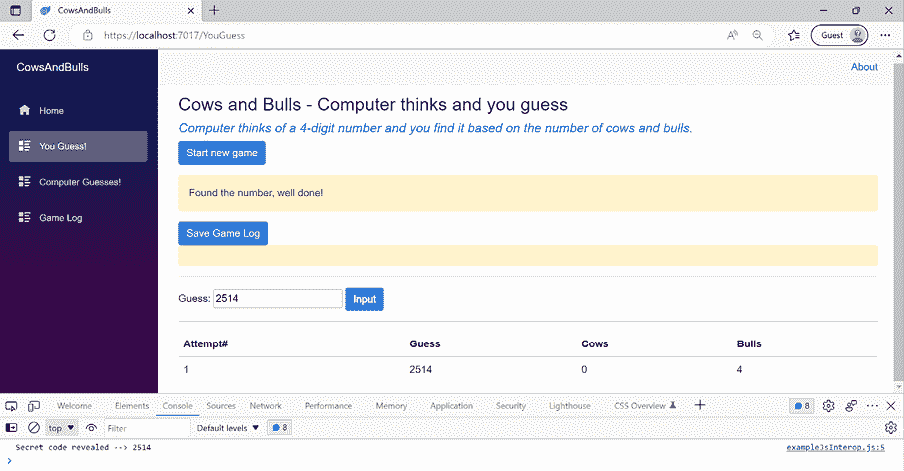 CowsAndBulls
https://localhost:7017/YouGuess
Guest
CowsAndBulls
About
Home
You Guess!
Computer Guesses!
Game Log
Cows and Bulls - Computer thinks and you guess
Computer thinks of a 4-digit number and you find it based on the number of cows and bulls.
Start new game
Found the number, well done!
Save Game Log
Guess: 2514 Input
Attempt# Guess Cows Bulls
1 2514 0 4
Welcome Elements Console Sources Network Performance Memory Application Security Lighthouse CSS Overview 8
top Filter Default levels 8
Secret code revealed --> 2514 exampleJsInterop.js:5